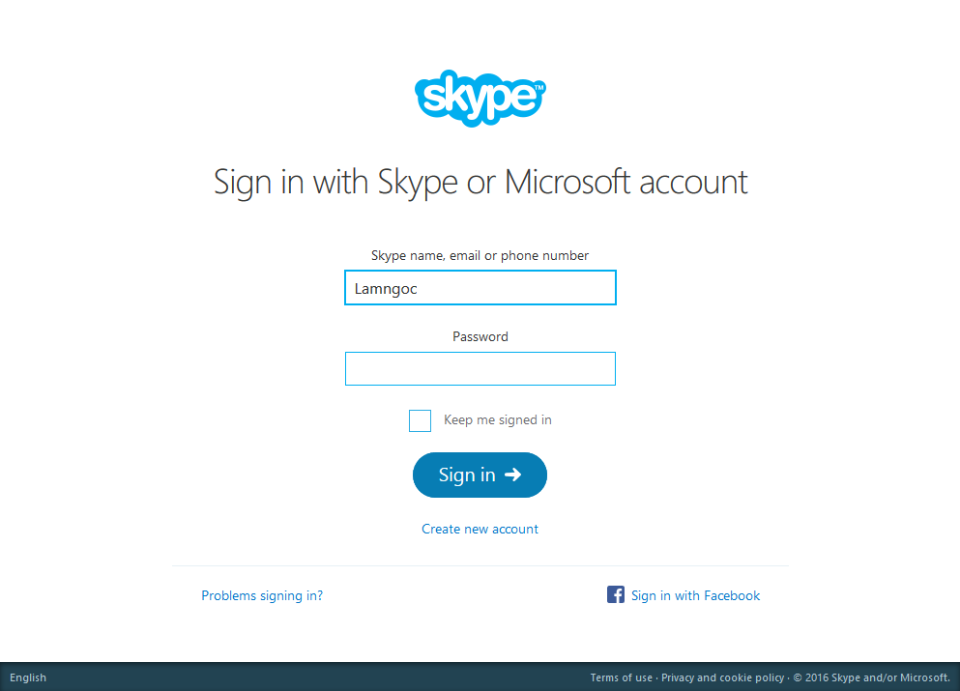 skype™
Sign in with Skype or Microsoft account
Skype name, email or phone number
Lamngoc
Password
Keep me signed in
Sign in
Create new account
Problems signing in?
Sign in with Facebook
English
Terms of use · Privacy and cookie policy · © 2016 Skype and/or Microsoft.